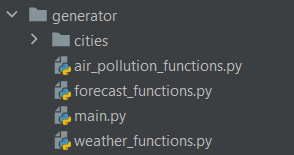 generator
cities
air_pollution_functions.py
forecast_functions.py
main.py
weather_functions.py